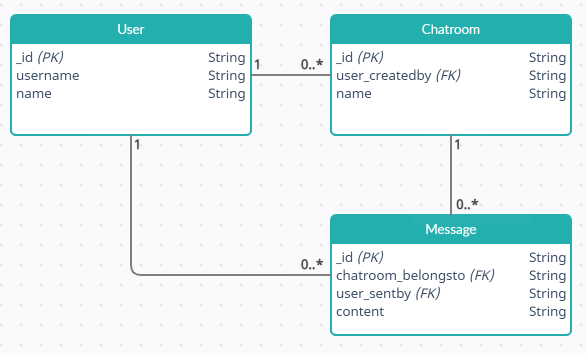 User
_id (PK) String
username String
name String
1 0..*
Chatroom
_id (PK) String
user_createdby (FK) String
name String
1
1
0..*
0..*
Message
_id (PK) String
chatroom_belongsto (FK) String
user_sentby (FK) String
content String